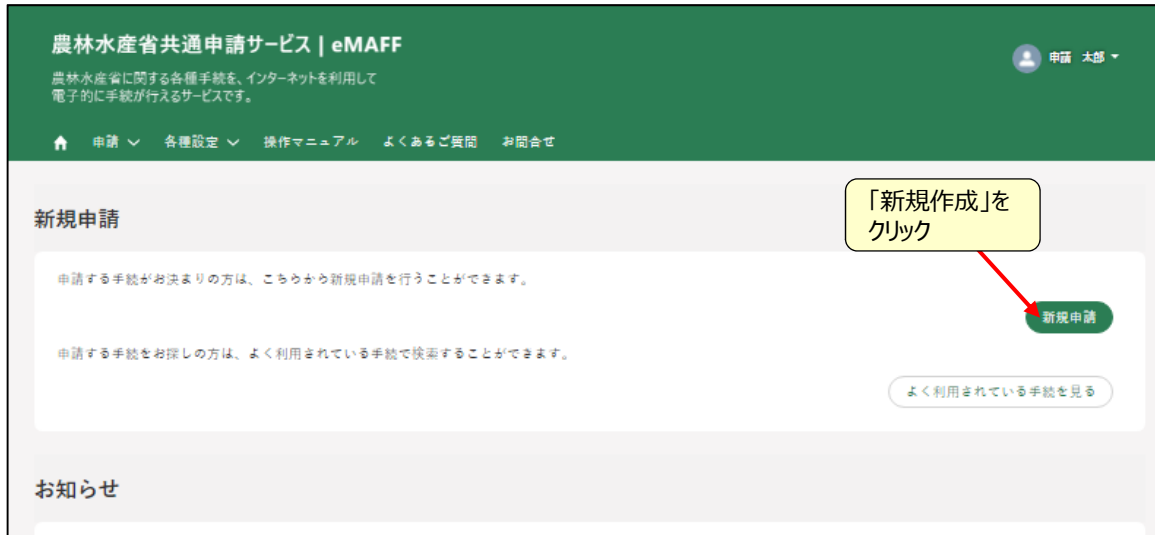 農林水産省共通申請サービス | eMAFF
農林水産省に関する各種手続を、インターネットを利用して
電子的に手続が行えるサービスです。
申請 太郎
申請 各種設定 操作マニュアル よくあるご質問 お問合せ
新規申請
「新規作成」を
クリック
申請する手続がお決まりの方は、こちらから新規申請を行うことができます。
新規申請
申請する手続をお探しの方は、よく利用されている手続で検索することができます。
よく利用されている手続を見る
お知らせ